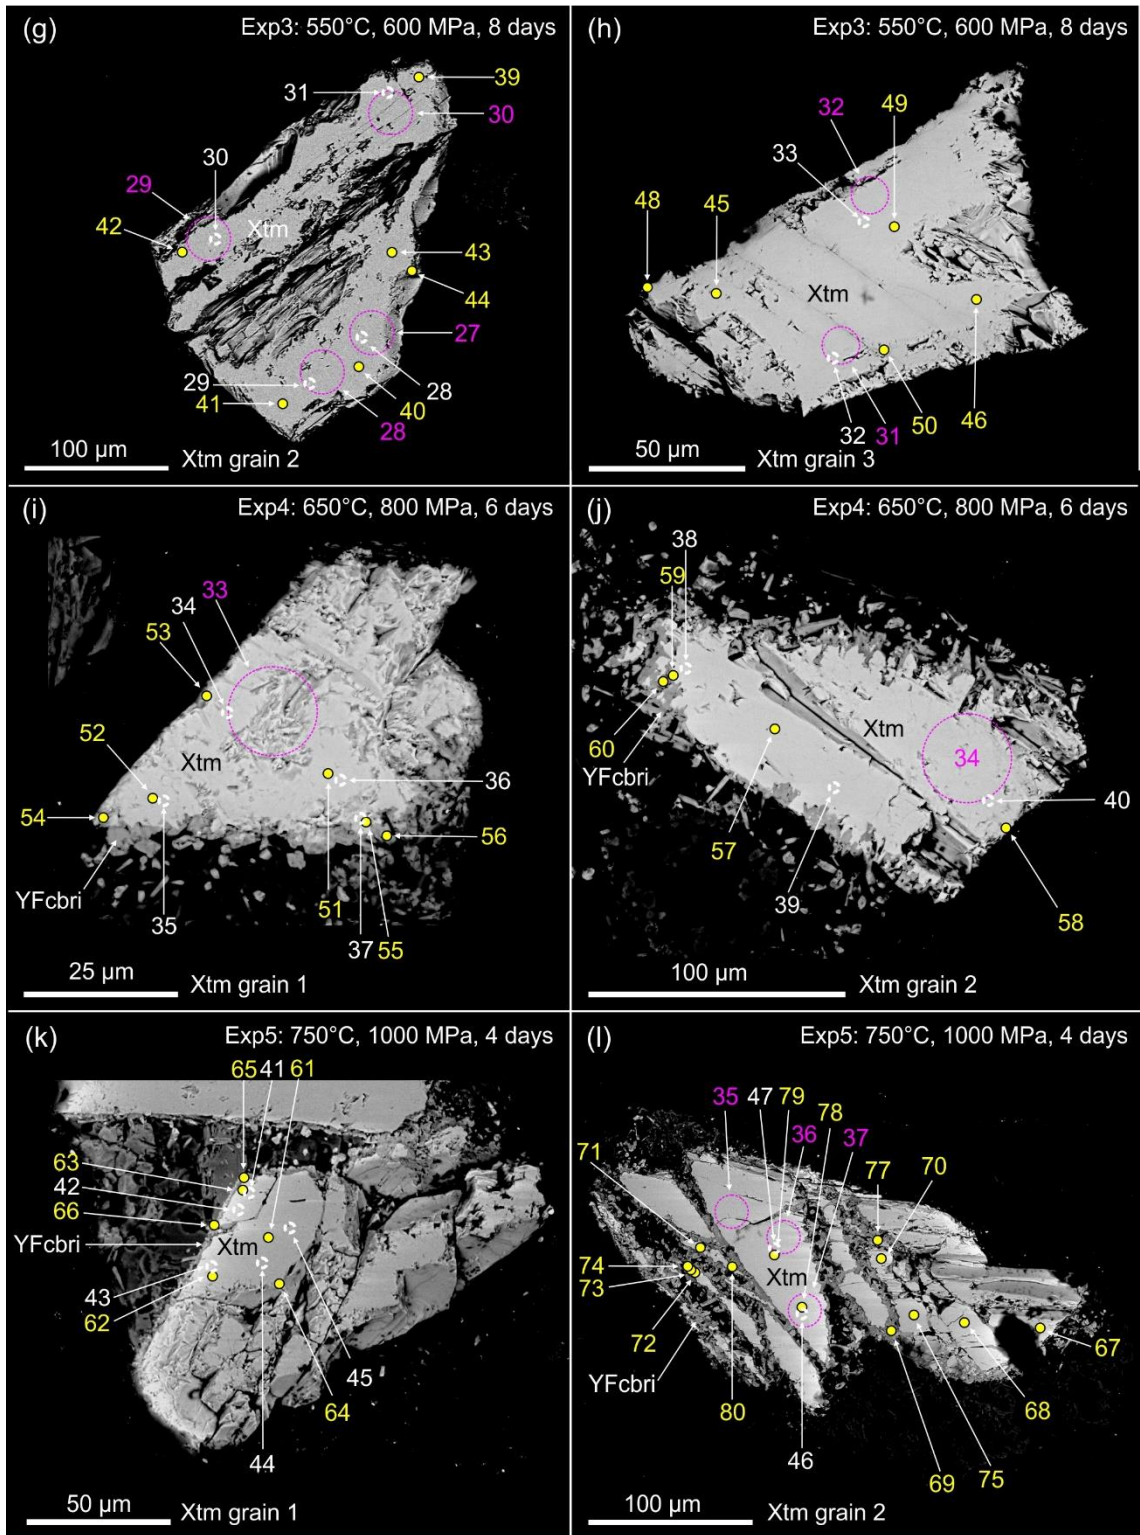 (g) Exp3: 550°C, 600 MPa, 8 days
39
31
30
30
29
Xtm
42
43
44
27
28
29
41
40
28
100 µm
Xtm grain 2
(h) Exp3: 550°C, 600 MPa, 8 days
32
49
33
48
45
Xtm
46
32
31
50
50 µm
Xtm grain 3
(i) Exp4: 650°C, 800 MPa, 6 days
34
33
53
52
Xtm
36
54
56
YFcbri
35
51
37
55
25 µm
Xtm grain 1
(j) Exp4: 650°C, 800 MPa, 6 days
38
59
Xtm
60
34
YFcbri
40
57
39
58
100 µm
Xtm grain 2
(k) Exp5: 750°C, 1000 MPa, 4 days
65
41
61
63
42
66
YFcbri
Xtm
43
62
45
64
44
50 µm
Xtm grain 1
(l) Exp5: 750°C, 1000 MPa, 4 days
35
47
79
78
36
37
71
77
70
74
Xtm
73
72
67
YFcbri
80
68
46
69
75
100 µm
Xtm grain 2